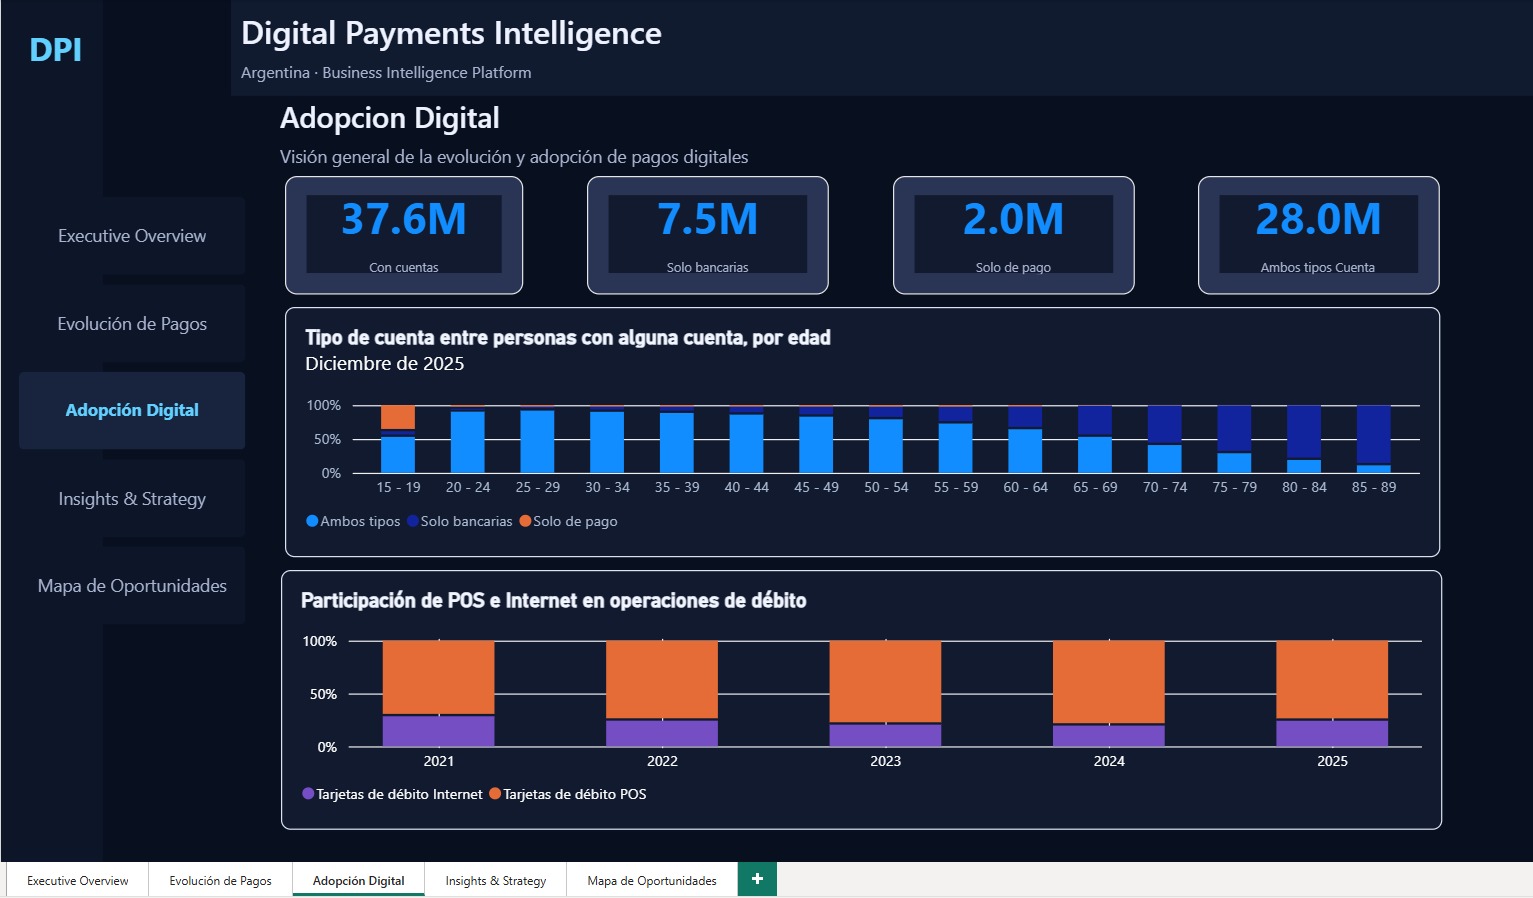 DPI
Digital Payments Intelligence
Argentina · Business Intelligence Platform
Adopcion Digital
Visión general de la evolución y adopción de pagos digitales
37.6M
Con cuentas
7.5M
Solo bancarias
2.0M
Solo de pago
28.0M
Ambos tipos Cuenta
Executive Overview
Evolución de Pagos
Adopción Digital
Insights & Strategy
Mapa de Oportunidades
Tipo de cuenta entre personas con alguna cuenta, por edad
Diciembre de 2025
100%
50%
0%
15 - 19 20 - 24 25 - 29 30 - 34 35 - 39 40 - 44 45 - 49 50 - 54 55 - 59 60 - 64 65 - 69 70 - 74 75 - 79 80 - 84 85 - 89
Ambos tipos Solo bancarias Solo de pago
Participación de POS e Internet en operaciones de débito
100%
50%
0%
2021 2022 2023 2024 2025
Tarjetas de débito Internet Tarjetas de débito POS
Executive Overview Evolución de Pagos Adopción Digital Insights & Strategy Mapa de Oportunidades +